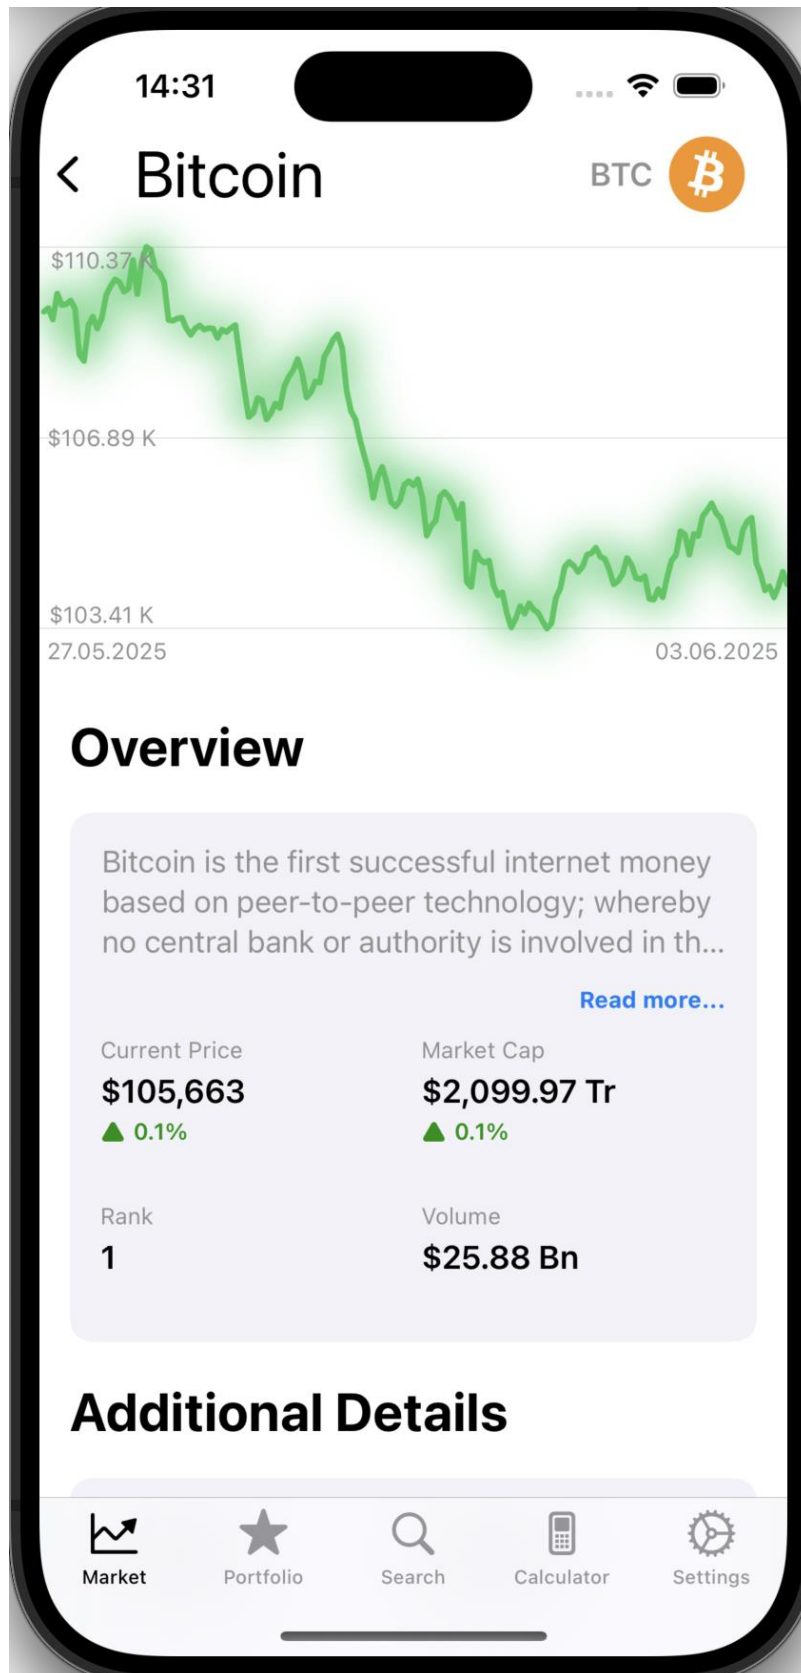 14:31
Bitcoin
BTC
$110.37 K
$106.89 K
$103.41 K
27.05.2025 03.06.2025
Overview
Bitcoin is the first successful internet money
based on peer-to-peer technology; whereby
no central bank or authority is involved in th...
Read more...
Current Price Market Cap
$105,663 $2,099.97 Tr
0.1% 0.1%
Rank Volume
1 $25.88 Bn
Additional Details
Market Portfolio Search Calculator Settings